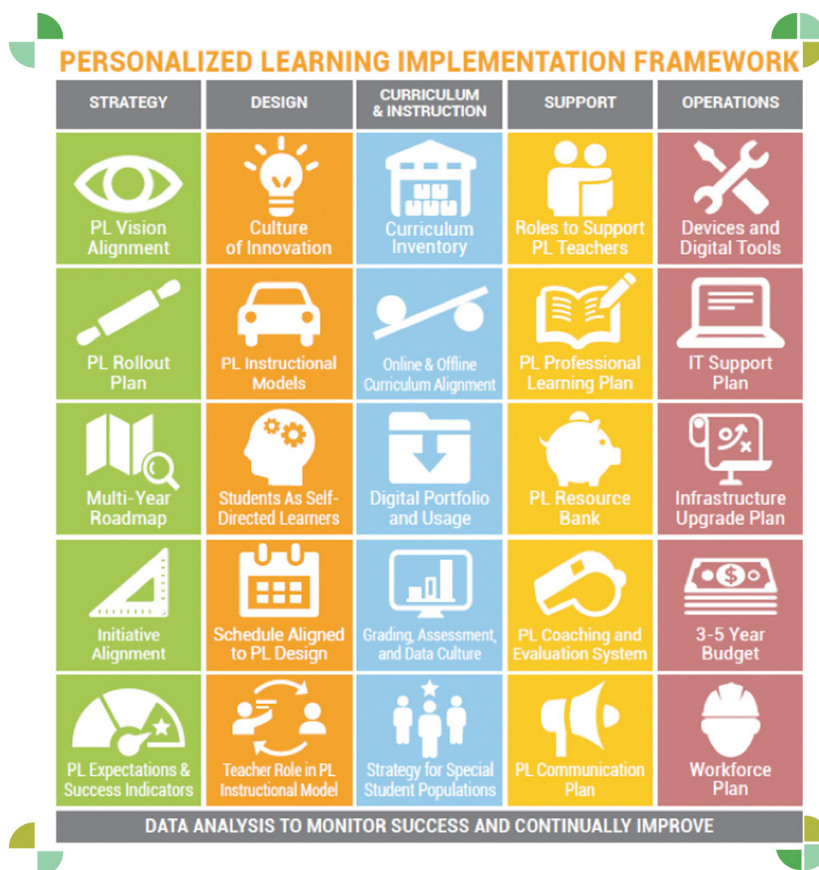 PERSONALIZED LEARNING IMPLEMENTATION FRAMEWORK
STRATEGY
DESIGN
CURRICULUM
& INSTRUCTION
SUPPORT
OPERATIONS
PL Vision
Alignment
Culture
of Innovation
Curriculum
Inventory
Roles to Support
PL Teachers
Devices and
Digital Tools
PL Rollout
Plan
PL Instructional
Models
Online & Offline
Curriculum Alignment
PL Professional
Learning Plan
IT Support
Plan
Multi-Year
Roadmap
Students As Self-
Directed Learners
Digital Portfolio
and Usage
PL Resource
Bank
Infrastructure
Upgrade Plan
Initiative
Alignment
Schedule Aligned
to PL Design
Grading, Assessment,
and Data Culture
PL Coaching and
Evaluation System
3-5 Year
Budget
PL Expectations &
Success Indicators
Teacher Role in PL
Instructional Model
Strategy for Special
Student Populations
PL Communication
Plan
Workforce
Plan
DATA ANALYSIS TO MONITOR SUCCESS AND CONTINUALLY IMPROVE